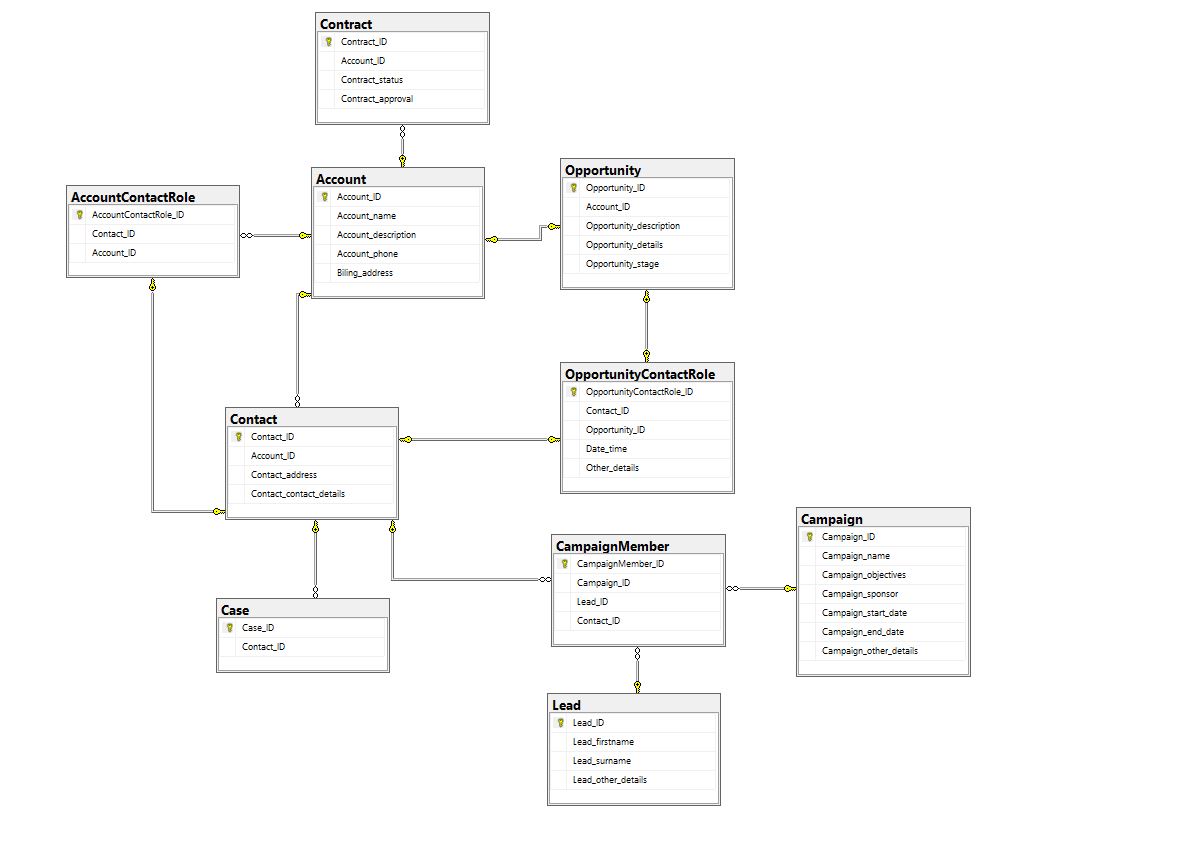 Contract
Contract_ID
Account_ID
Contract_status
Contract_approval
Account
Account_ID
Account_name
Account_description
Account_phone
Biling_address
Opportunity
Opportunity_ID
Account_ID
Opportunity_description
Opportunity_details
Opportunity_stage
AccountContactRole
AccountContactRole_ID
Contact_ID
Account_ID
OpportunityContactRole
OpportunityContactRole_ID
Contact_ID
Opportunity_ID
Date_time
Other_details
Contact
Contact_ID
Account_ID
Contact_address
Contact_contact_details
Campaign
Campaign_ID
Campaign_name
Campaign_objectives
Campaign_sponsor
Campaign_start_date
Campaign_end_date
Campaign_other_details
CampaignMember
CampaignMember_ID
Campaign_ID
Lead_ID
Contact_ID
Case
Case_ID
Contact_ID
Lead
Lead_ID
Lead_firstname
Lead_surname
Lead_other_details